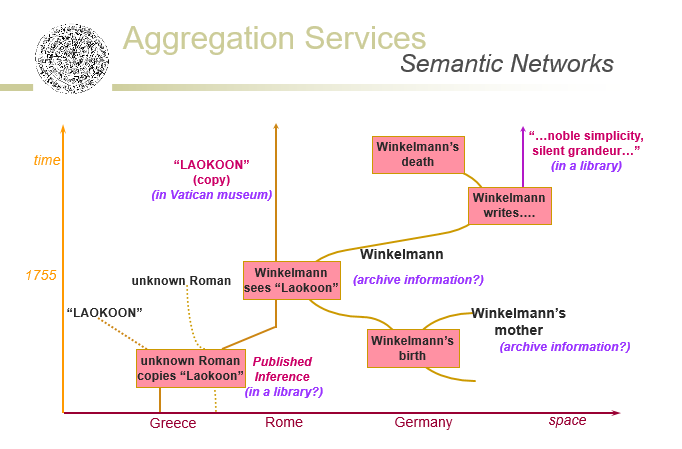 Aggregation Services
Semantic Networks
time
“LAOKOON”
(copy)
(in Vatican museum)
Winkelmann’s
death
“…noble simplicity,
silent grandeur…”
(in a library)
Winkelmann
writes….
1755
unknown Roman
Winkelmann
sees “Laokoon”
Winkelmann
(archive information?)
“LAOKOON”
Winkelmann’s
mother
(archive information?)
Winkelmann’s
birth
unknown Roman
copies “Laokoon”
Published
Inference
(in a library?)
Greece
Rome
Germany
space